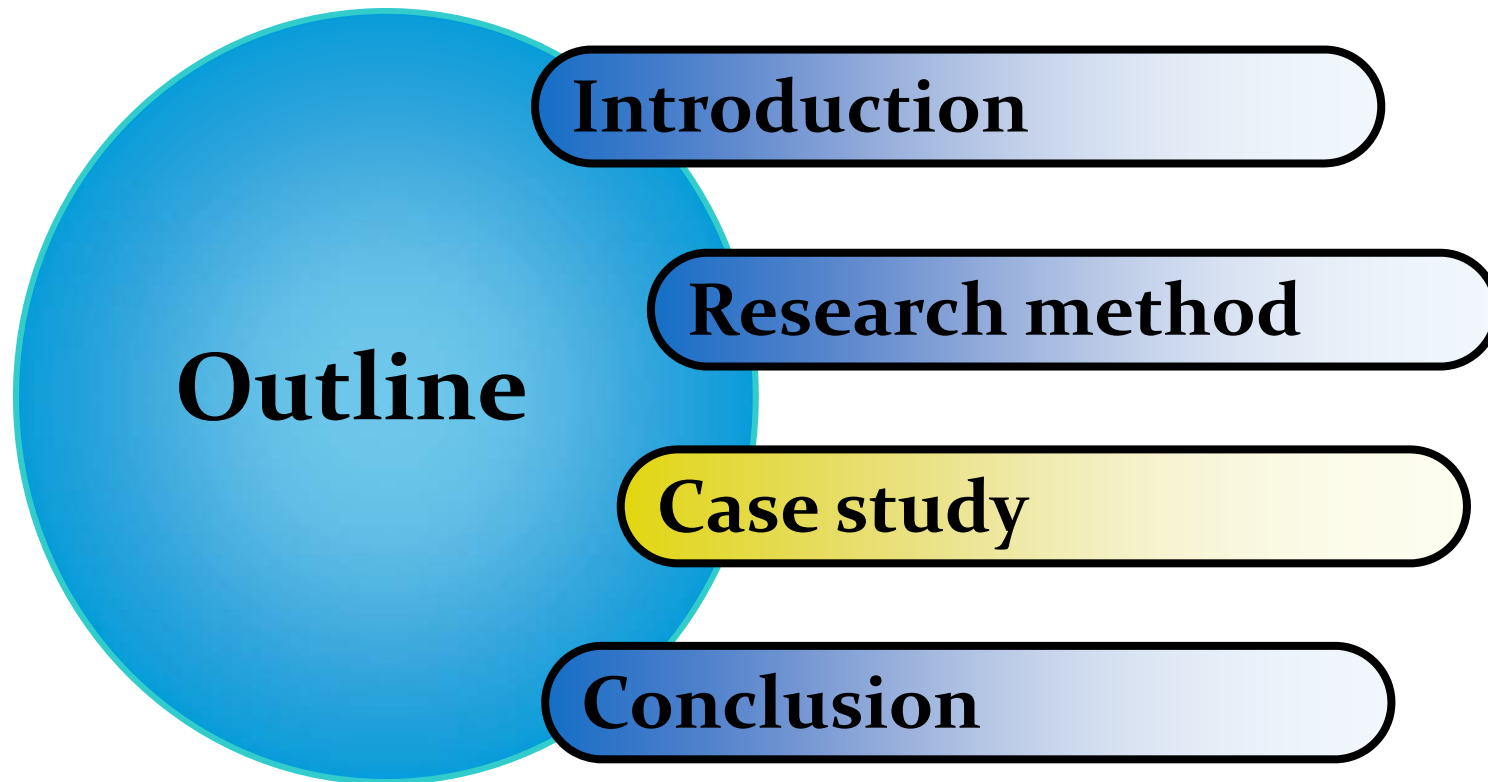 Outline
Introduction
Research method
Case study
Conclusion